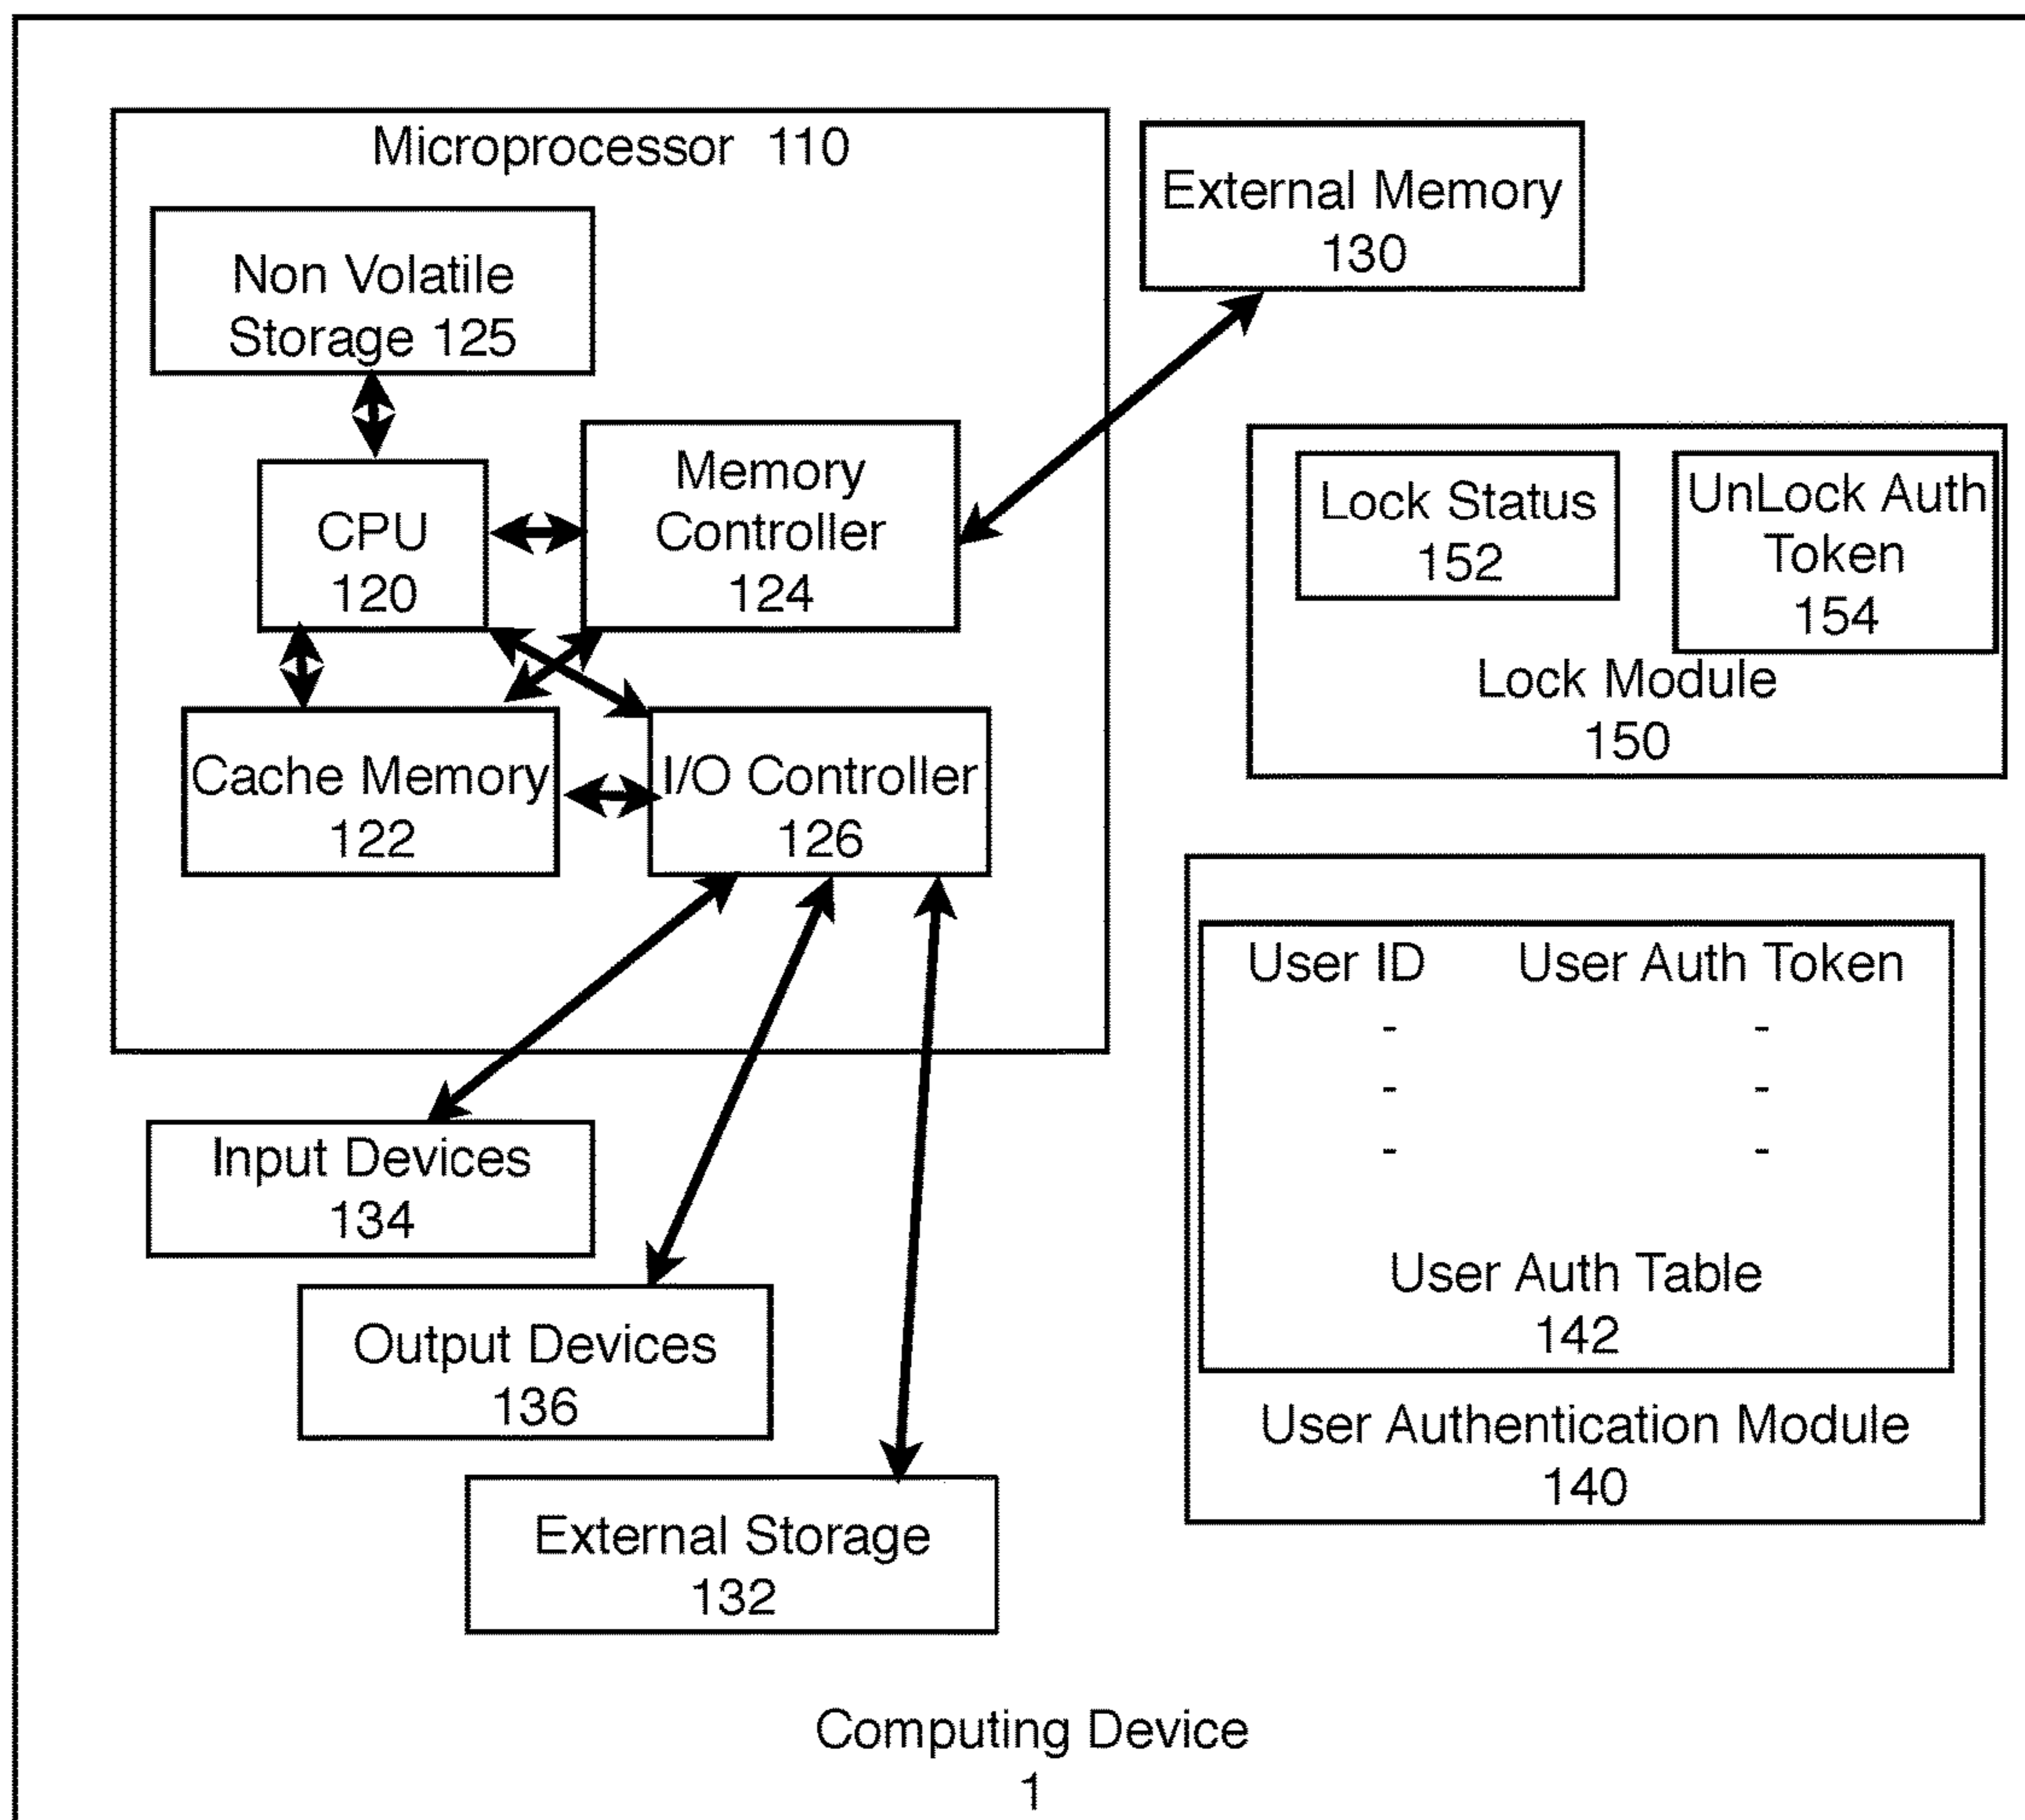 Microprocessor 110
Non Volatile
Storage 125
CPU
120
Memory
Controller
124
Cache Memory
122
I/O Controller
126
External Memory
130
Lock Status
152
UnLock Auth
Token
154
Lock Module
150
User ID User Auth Token
- -
- -
- -
User Auth Table
142
User Authentication Module
140
Input Devices
134
Output Devices
136
External Storage
132
Computing Device
1